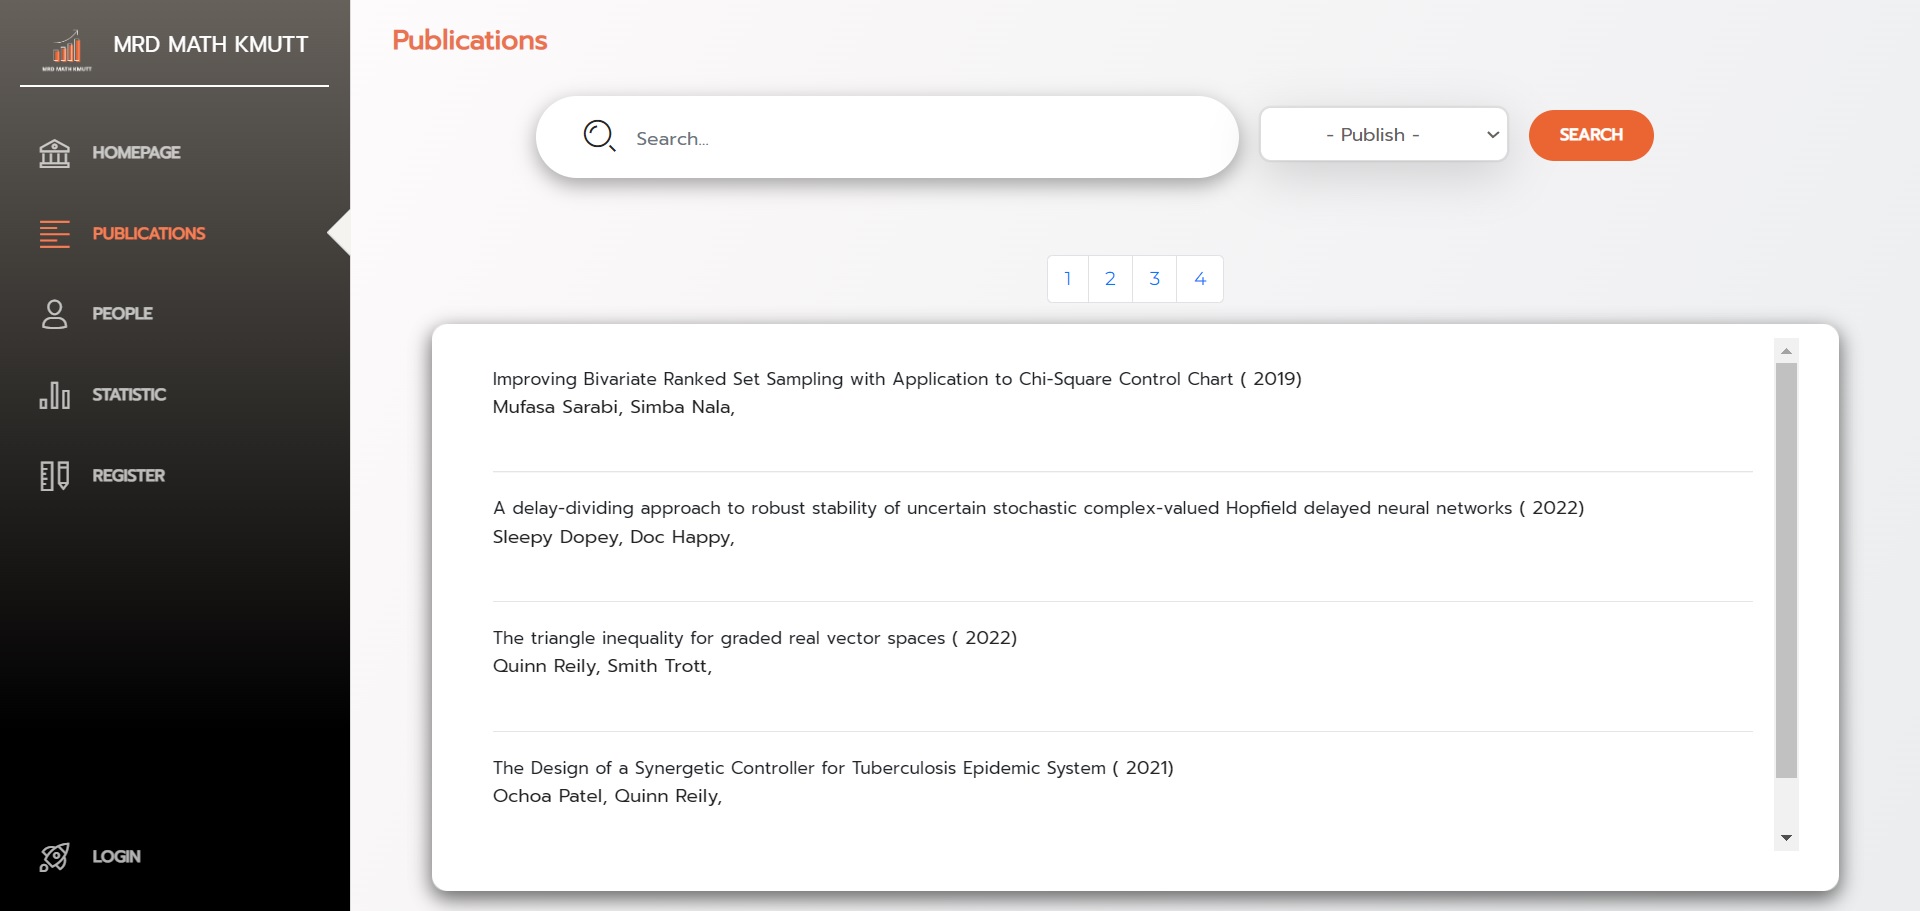 MRD MATH KMUTT
MRD MATH KMUTT
HOMEPAGE
PUBLICATIONS
PEOPLE
STATISTIC
REGISTER
LOGIN
Publications
Search...
- Publish -
SEARCH
1 2 3 4
Improving Bivariate Ranked Set Sampling with Application to Chi-Square Control Chart ( 2019)
Mufasa Sarabi, Simba Nala,
A delay-dividing approach to robust stability of uncertain stochastic complex-valued Hopfield delayed neural networks ( 2022)
Sleepy Dopey, Doc Happy,
The triangle inequality for graded real vector spaces ( 2022)
Quinn Reily, Smith Trott,
The Design of a Synergetic Controller for Tuberculosis Epidemic System ( 2021)
Ochoa Patel, Quinn Reily,